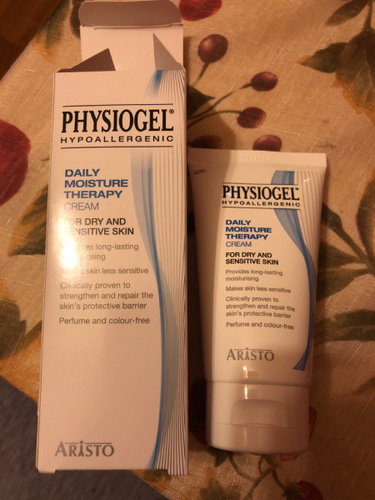 PHYSIOGEL®
HYPOALLERGENIC
DAILY
MOISTURE
THERAPY
CREAM
FOR DRY AND
SENSITIVE SKIN
long-lasting
skin less sensitive
Clinically proven to
strengthen and repair the
skin's protective barrier
Perfume and colour-free
ARISTO
PHYSIOGEL®
HYPOALLERGENIC
DAILY
MOISTURE
THERAPY
CREAM
FOR DRY AND
SENSITIVE SKIN
Provides long-lasting
moisturising
Makes skin less sensitive
Clinically proven to
strengthen and repair the
skin's protective barrier
Perfume and colour-free
ARISTO